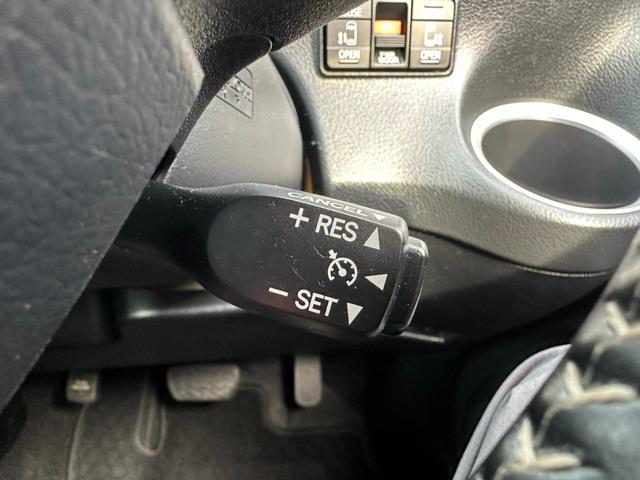 OPEN
OPEN
CANCEL
+ RES
- SET